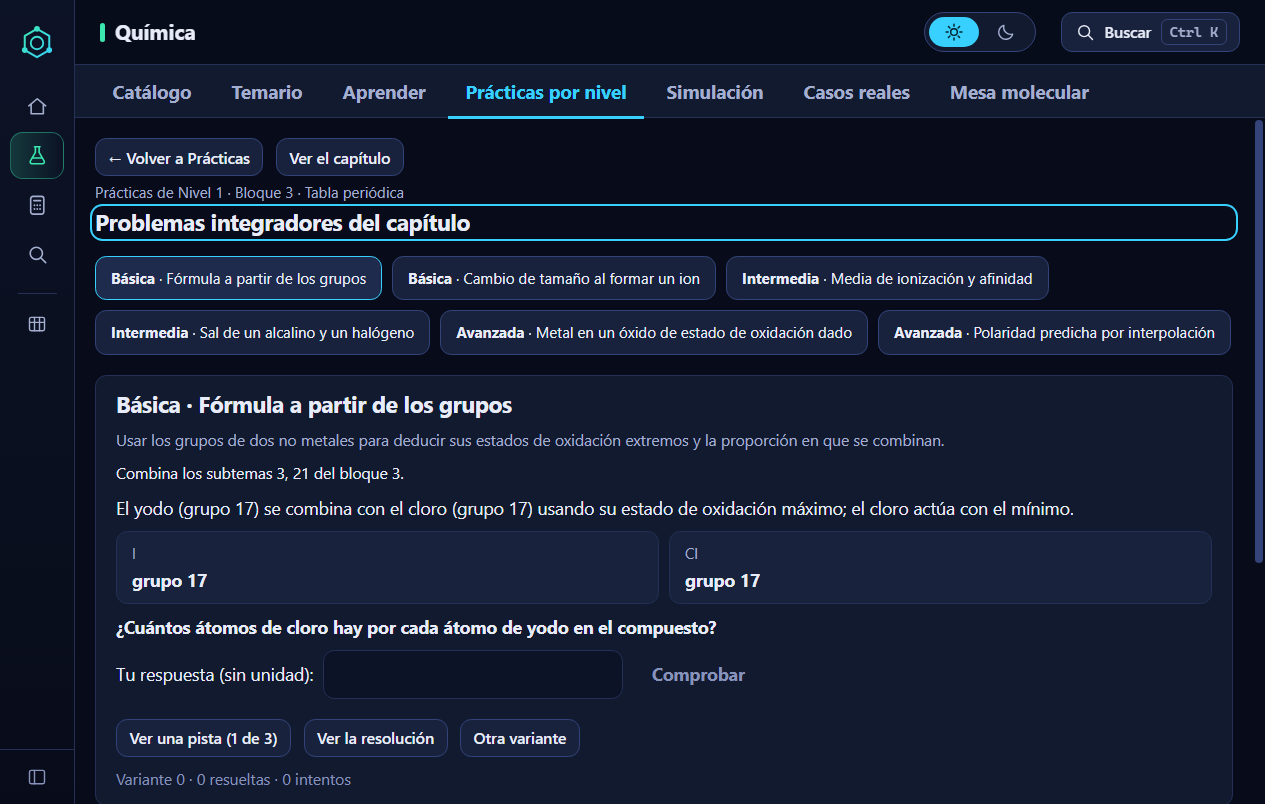 Química
Buscar Ctrl K
Catálogo Temario Aprender Prácticas por nivel Simulación Casos reales Mesa molecular
← Volver a Prácticas Ver el capítulo
Prácticas de Nivel 1 · Bloque 3 · Tabla periódica
Problemas integradores del capítulo
Básica · Fórmula a partir de los grupos Básica · Cambio de tamaño al formar un ion Intermedia · Media de ionización y afinidad
Intermedia · Sal de un alcalino y un halógeno Avanzada · Metal en un óxido de estado de oxidación dado Avanzada · Polaridad predicha por interpolación
Básica · Fórmula a partir de los grupos
Usar los grupos de dos no metales para deducir sus estados de oxidación extremos y la proporción en que se combinan.
Combina los subtemas 3, 21 del bloque 3.
El yodo (grupo 17) se combina con el cloro (grupo 17) usando su estado de oxidación máximo; el cloro actúa con el mínimo.
I Cl
grupo 17 grupo 17
¿Cuántos átomos de cloro hay por cada átomo de yodo en el compuesto?
Tu respuesta (sin unidad): Comprobar
Ver una pista (1 de 3) Ver la resolución Otra variante
Variante 0 · 0 resueltas · 0 intentos